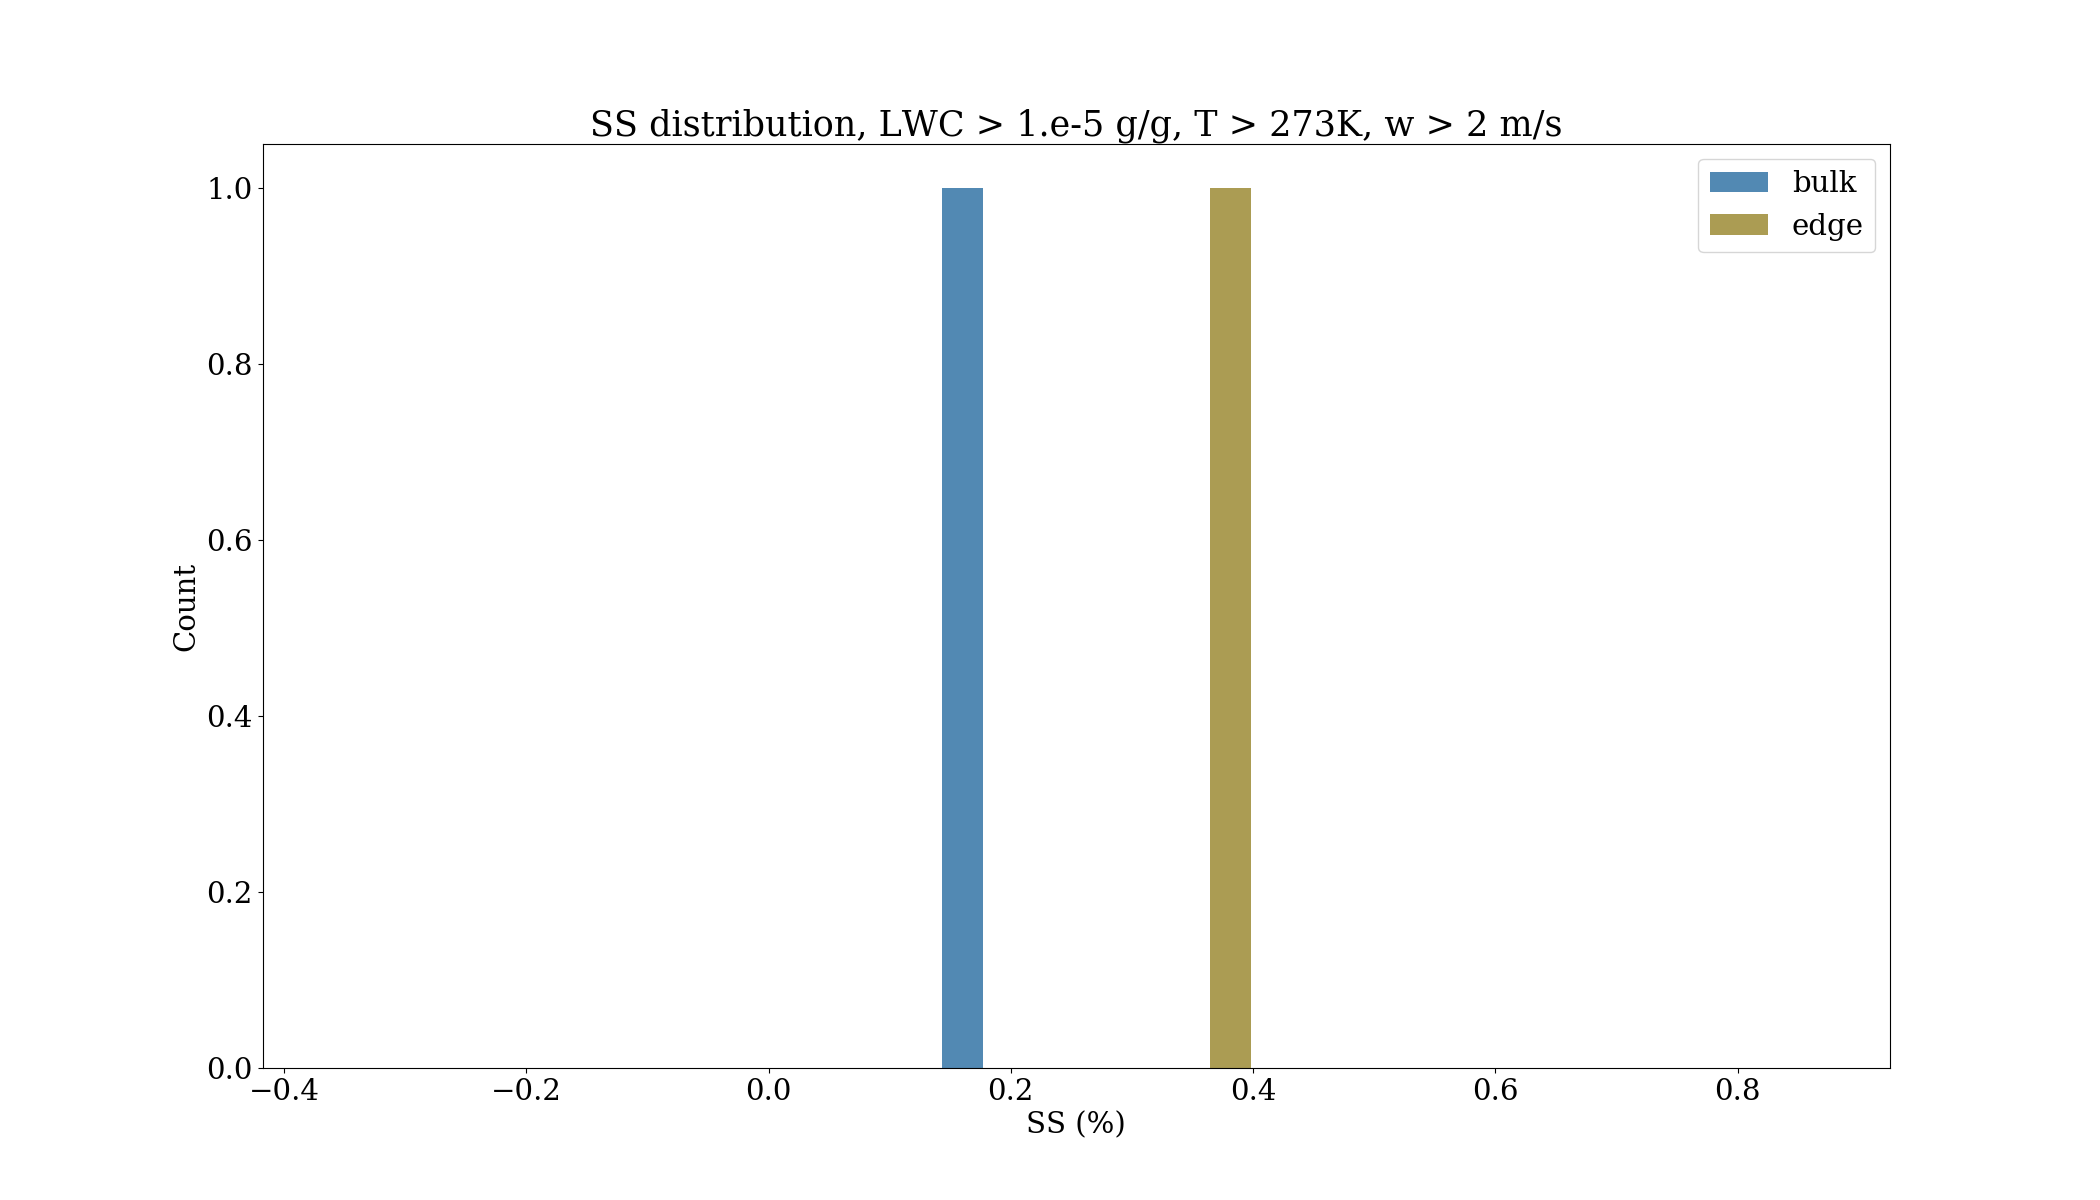 SS distribution, LWC > 1.e-5 g/g, T > 273K, w > 2 m/s
bulk
edge
1.0
0.8
0.6
0.4
0.2
0.0
Count
−0.4 −0.2 0.0 0.2 0.4 0.6 0.8
SS (%)